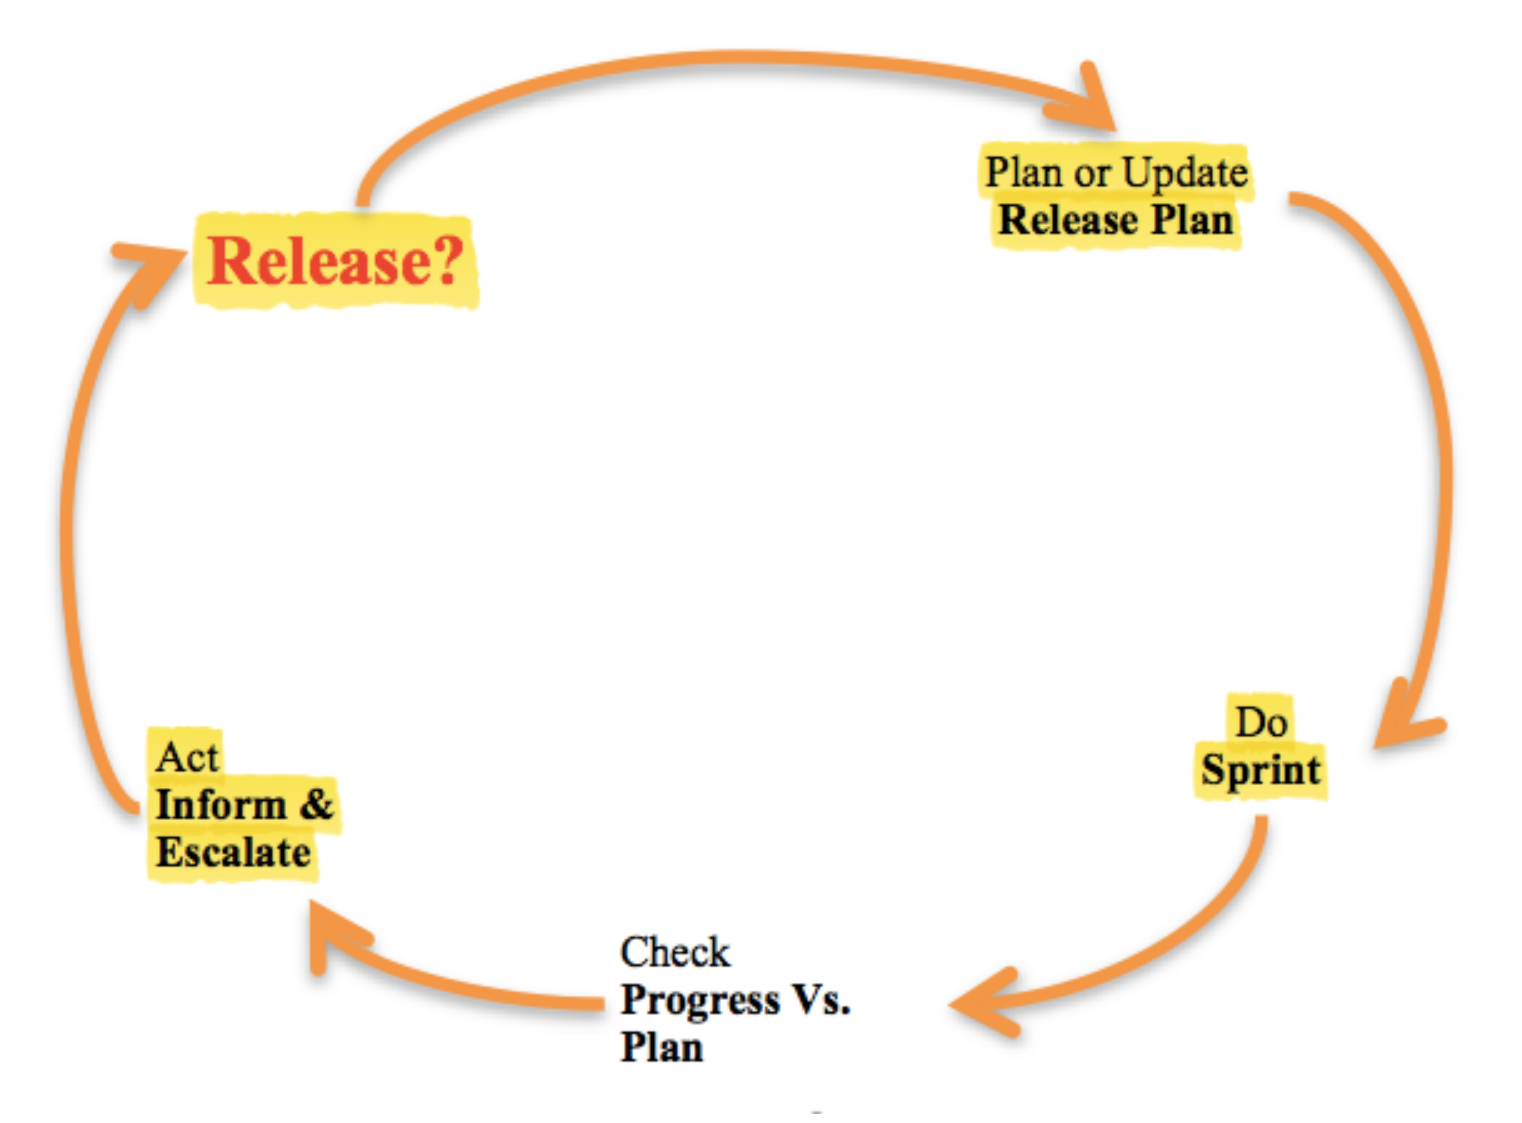 Release?
Plan or Update
Release Plan
Do
Sprint
Check
Progress Vs.
Plan
Act
Inform &
Escalate